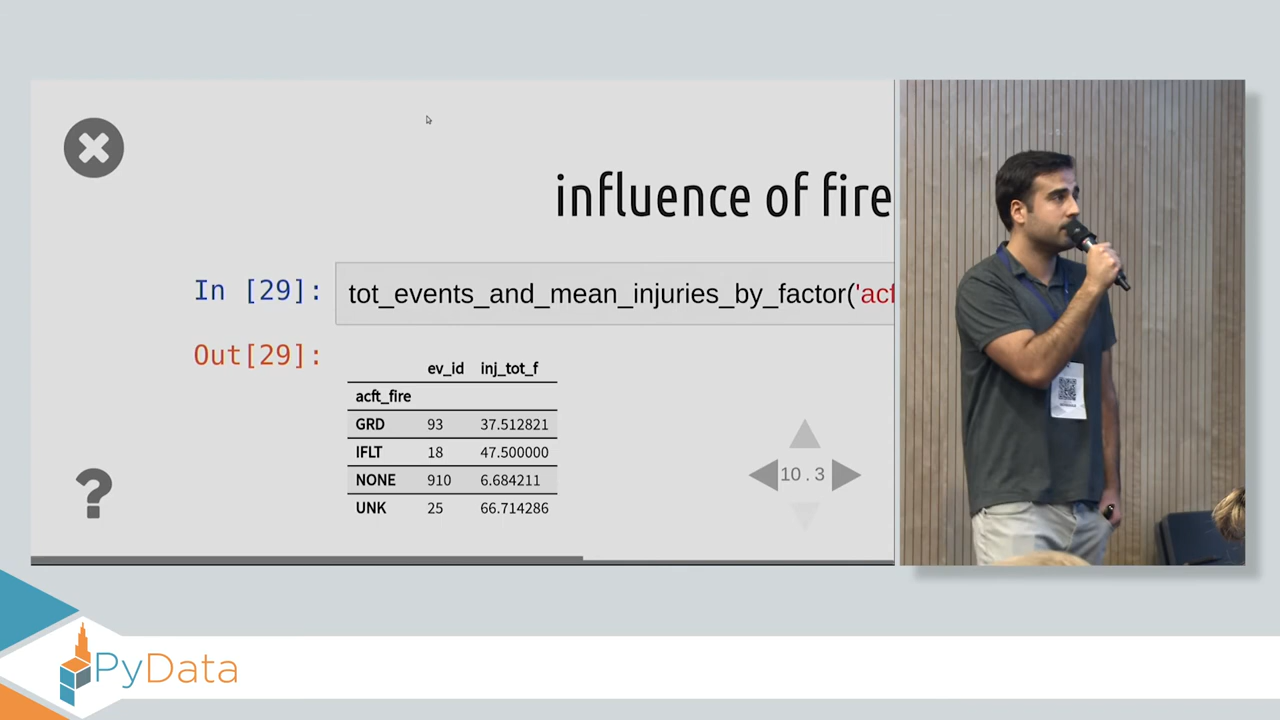 influence of fire
In [29]:
tot_events_and_mean_injuries_by_factor('acf
Out[29]:
ev_id inj_tot_f
acft_fire
GRD 93 37.512821
IFLT 18 47.500000
NONE 910 6.684211
UNK 25 66.714286
10.3
?
PyData